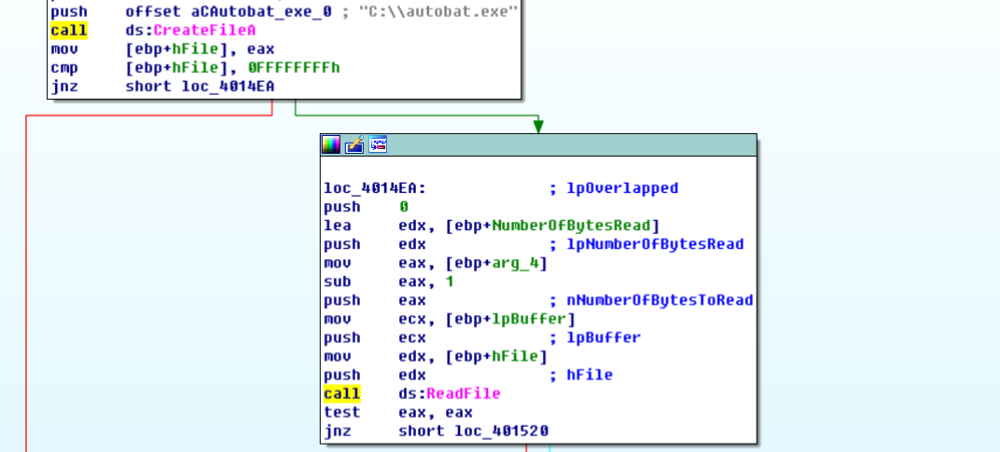 push offset aCAutobat_exe_0 ; "C:\\autobat.exe"
call ds:CreateFileA
mov [ebp+hFile], eax
cmp [ebp+hFile], 0FFFFFFFFh
jnz short loc_4014EA
loc_4014EA: ; lpOverlapped
push 0
lea edx, [ebp+NumberOfBytesRead]
push edx ; lpNumberOfBytesRead
mov eax, [ebp+arg_4]
sub eax, 1
push eax ; nNumberOfBytesToRead
mov ecx, [ebp+lpBuffer]
push ecx ; lpBuffer
mov edx, [ebp+hFile]
push edx ; hFile
call ds:ReadFile
test eax, eax
jnz short loc_401520